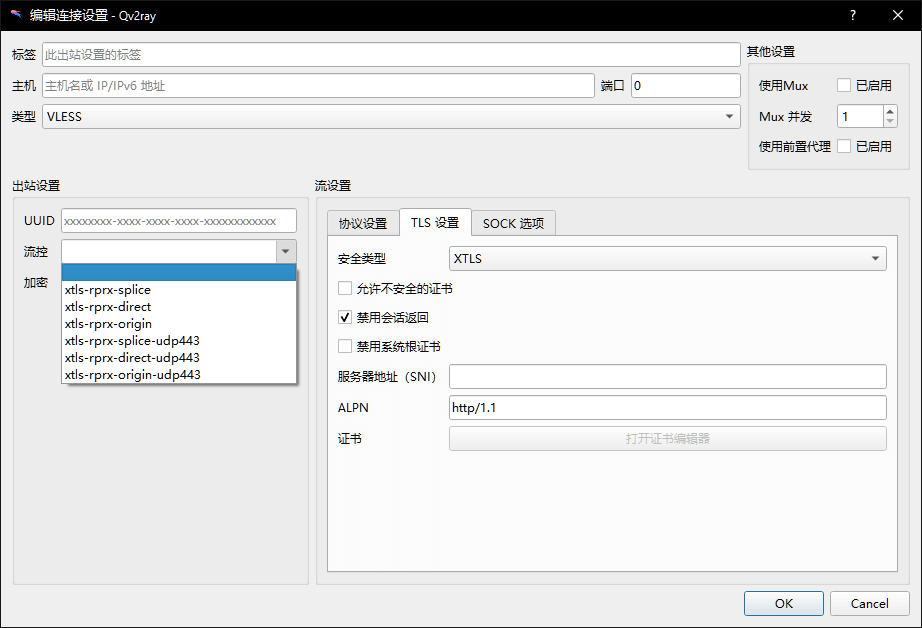 编辑连接设置 - Qv2ray
?
标签
此出站设置的标签
主机
主机名或 IP/IPv6 地址
端口
0
类型
VLESS
其他设置
使用Mux
已启用
Mux 并发
1
使用前置代理
已启用
出站设置
UUID
xxxxxxxx-xxxx-xxxx-xxxx-xxxxxxxxxxxx
流控
加密
xtls-rprx-splice
xtls-rprx-direct
xtls-rprx-origin
xtls-rprx-splice-udp443
xtls-rprx-direct-udp443
xtls-rprx-origin-udp443
流设置
协议设置
TLS 设置
SOCK 选项
安全类型
XTLS
允许不安全的证书
禁用会话返回
禁用系统根证书
服务器地址（SNI）
ALPN
http/1.1
证书
打开证书编辑器
OK
Cancel